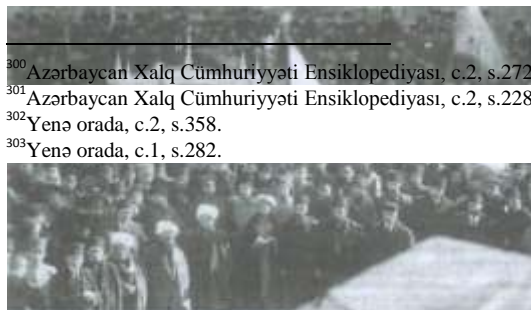 300Azərbaycan Xalq Cümhuriyyəti Ensiklopediyası, c.2, s.272
301Azərbaycan Xalq Cümhuriyyəti Ensiklopediyası, c.2, s.228
302Yenə orada, c.2, s.358.
303Yenə orada, c.1, s.282.